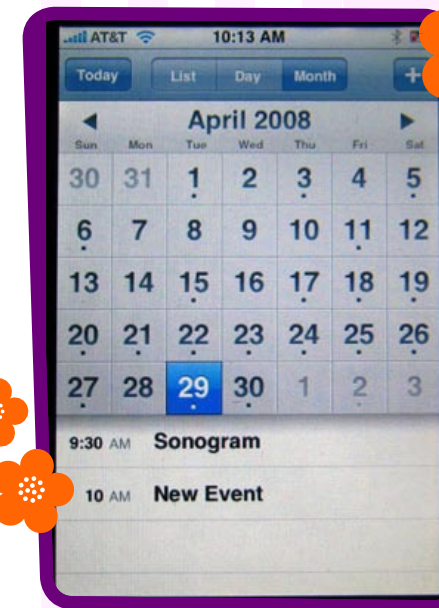 AT&T 10:13 AM
Today List Day Month +
April 2008
Sun Mon Tue Wed Thu Fri Sat
30 31 1 2 3 4 5
6 7 8 9 10 11 12
13 14 15 16 17 18 19
20 21 22 23 24 25 26
27 28 29 30 1 2 3
9:30 AM Sonogram
10 AM New Event